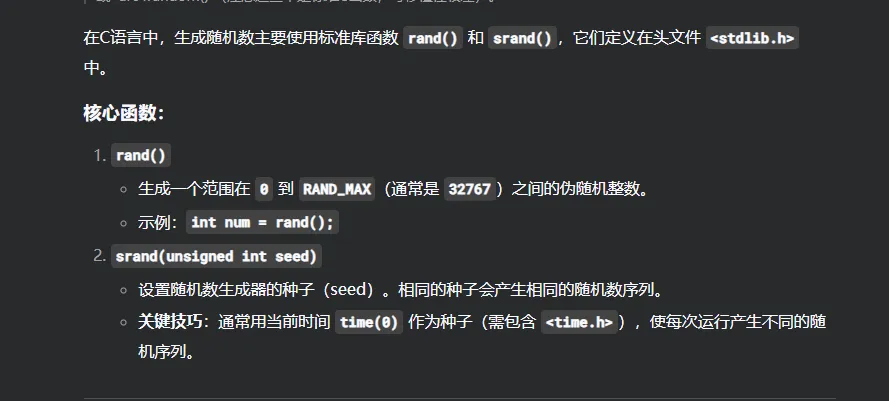 在C语言中，生成随机数主要使用标准库函数 rand() 和 srand()，它们定义在头文件 <stdlib.h>
中。
核心函数：
1. rand()
◦ 生成一个范围在 0 到 RAND_MAX（通常是 32767）之间的伪随机整数。
◦ 示例：int num = rand();
2. srand(unsigned int seed)
◦ 设置随机数生成器的种子（seed）。相同的种子会产生相同的随机数序列。
◦ 关键技巧：通常用当前时间 time(0) 作为种子（需包含 <time.h>），使每次运行产生不同的随
机序列。